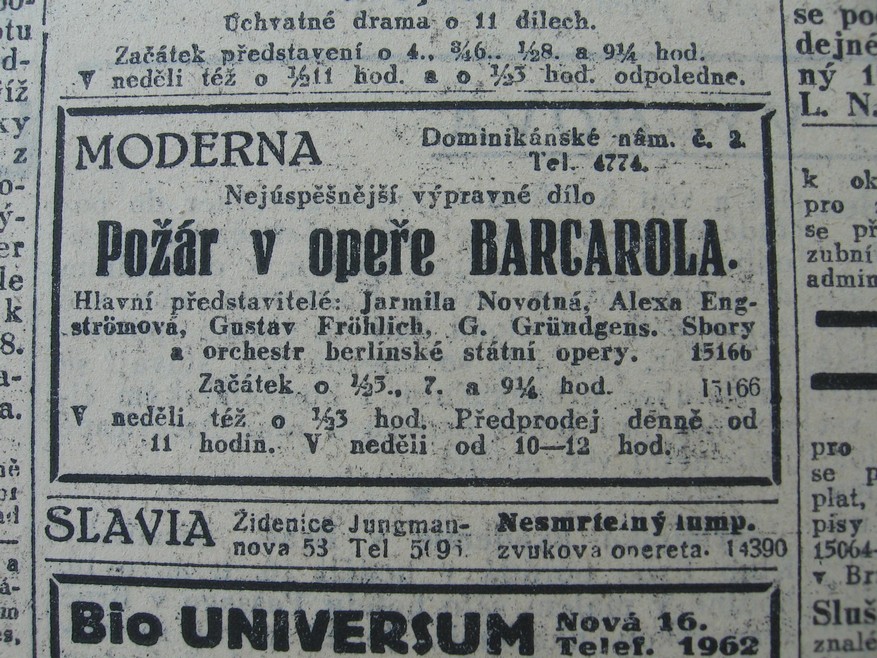 Úchvatné drama o 11 dílech.
Začátek představení o 4., ¾6., ½8. a 9¼ hod.
V neděli též o ½11 hod. a o ½3 hod. odpoledne.
MODERNA
Dominikánské nám. č. 2
Tel. 4774.
Nejúspěšnější výpravné dílo
Požár v opeře BARCAROLA.
Hlavní představitelé: Jarmila Novotná, Alexa Eng-
strömová, Gustav Fröhlich, G. Gründgens. Sbory
a orchestr berlínské státní opery. 15166
Začátek o ½5., 7. a 9¼ hod. 15166
V neděli též o ½3 hod. Předprodej denně od
11 hodin. V neděli od 10—12 hod.
SLAVIA
Židenice Jungman-
nova 53 Tel
Nesmrtelný lump.
zvukova opereta. 14390
Bio UNIVERSUM
Nová 16.
Telef. 1962
se
dejné
ný 1
L. N.
k
pro
se
zubní
admin
pro
se
plat,
pisy
15064-
v
Sluš
znalé